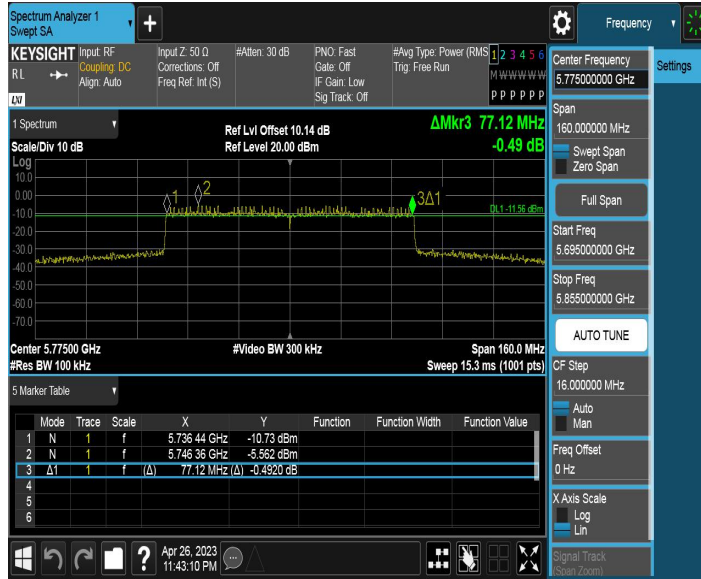 Spectrum Analyzer 1
Swept SA
Frequency
KEYSIGHT
RL
LXI
Input: RF
Coupling: DC
Align: Auto
Input Z: 50 Ω
Corrections: Off
Freq Ref: Int (S)
#Atten: 30 dB
PNO: Fast
Gate: Off
IF Gain: Low
Sig Track: Off
#Avg Type: Power (RMS
Trig: Free Run
1 2 3 4 5 6
M W W W W W
P P P P P P
Center Frequency
5.775000000 GHz
Settings
Span
160.000000 MHz
Swept Span
Zero Span
Full Span
Start Freq
5.695000000 GHz
Stop Freq
5.855000000 GHz
AUTO TUNE
CF Step
16.000000 MHz
Auto
Man
Freq Offset
0 Hz
X Axis Scale
Log
Lin
Signal Track
(Span Zoom)
1 Spectrum
Scale/Div 10 dB
Ref Lvl Offset 10.14 dB
Ref Level 20.00 dBm
ΔMkr3 77.12 MHz
-0.49 dB
Log
10.0
0.00
-10.0
-20.0
-30.0
-40.0
-50.0
-60.0
-70.0
1
2
3Δ1
DL1 -11.56 dBm
Center 5.77500 GHz
#Video BW 300 kHz
Span 160.0 MHz
#Res BW 100 kHz
Sweep 15.3 ms (1001 pts)
5 Marker Table
Mode Trace Scale X Y Function Function Width Function Value
1 N 1 f 5.736 44 GHz -10.73 dBm
2 N 1 f 5.746 36 GHz -5.562 dBm
3 Δ1 1 f (Δ) 77.12 MHz (Δ) -0.4920 dB
4
5
6
?
Apr 26, 2023
11:43:10 PM